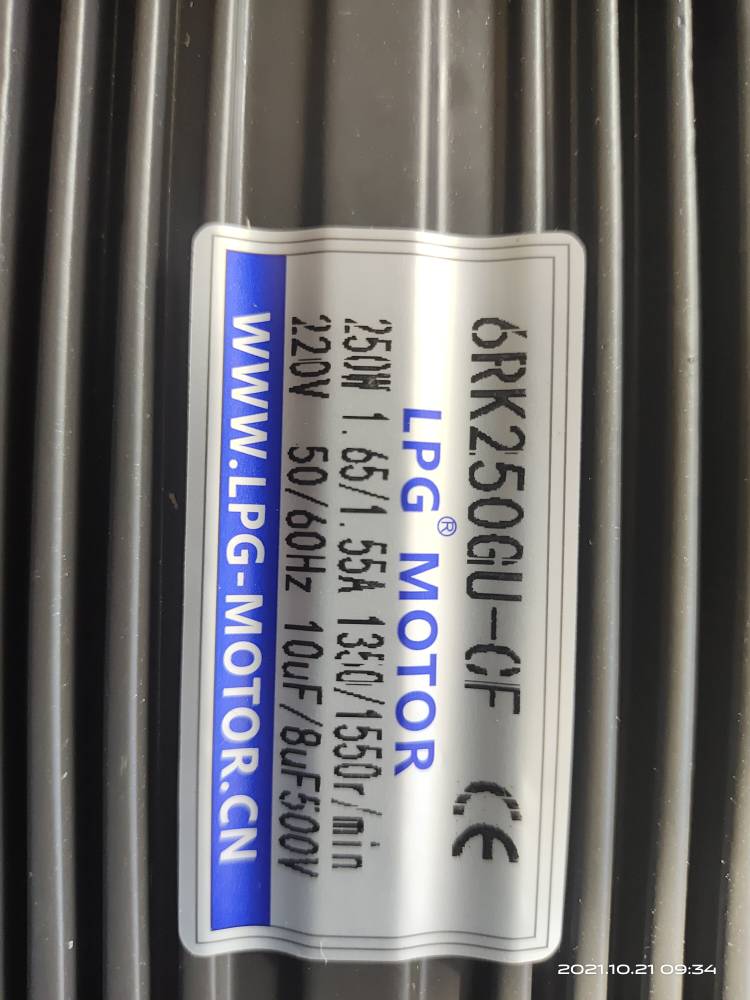 6RK250GU-CF CE
LPG® MOTOR
250W 1.65/1.55A 1350/1550r/min
220V 50/60Hz 10uF/8uF500V
WWW.LPG-MOTOR.CN
2021.10.21 09:34